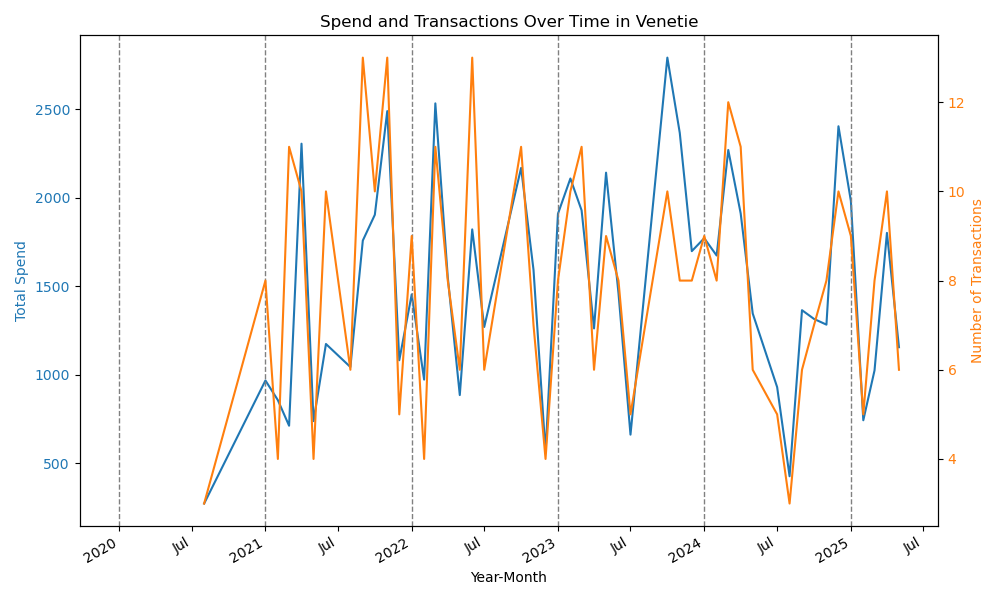 Spend and Transactions Over Time in Venetie
Total Spend
2500
2000
1500
1000
500
12
10
8
6
4
Number of Transactions
2020
Jul
2021
Jul
2022
Jul
2023
Jul
2024
Jul
2025
Jul
Year-Month